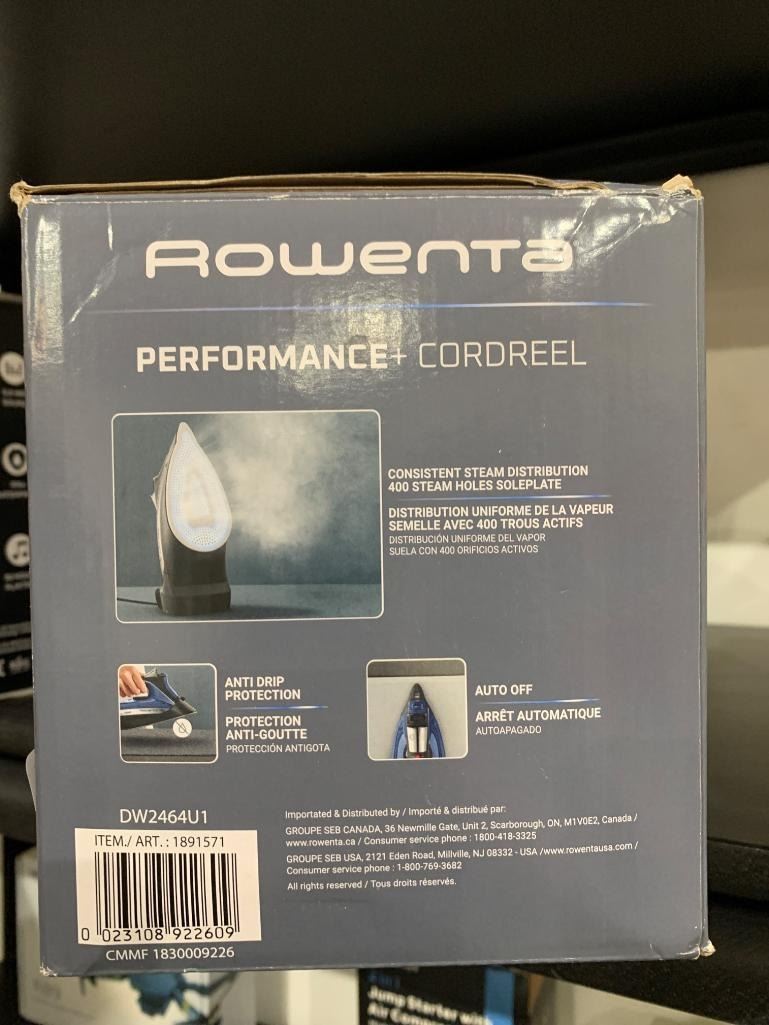 Rowenta
PERFORMANCE+ CORDREEL
CONSISTENT STEAM DISTRIBUTION
400 STEAM HOLES SOLEPLATE
DISTRIBUTION UNIFORME DE LA VAPEUR
SEMELLE AVEC 400 TROUS ACTIFS
DISTRIBUCIÓN UNIFORME DEL VAPOR
SUELA CON 400 ORIFICIOS ACTIVOS
ANTI DRIP
PROTECTION
PROTECTION
ANTI-GOUTTE
PROTECCIÓN ANTIGOTA
AUTO OFF
ARRÊT AUTOMATIQUE
AUTOAPAGADO
DW2464U1
ITEM./ ART. : 1891571
0 023108 922609
CMMF 1830009226
Importated & Distributed by / Importé & distribué par:
GROUPE SEB CANADA, 36 Newmille Gate, Unit 2, Scarborough, ON, M1V0E2, Canada /
www.rowenta.ca / Consumer service phone : 1800-418-3325
GROUPE SEB USA, 2121 Eden Road, Millville, NJ 08332 - USA /www.rowentausa.com /
Consumer service phone : 1-800-769-3682
All rights reserved / Tous droits réservés.
Jump Starter with
Air